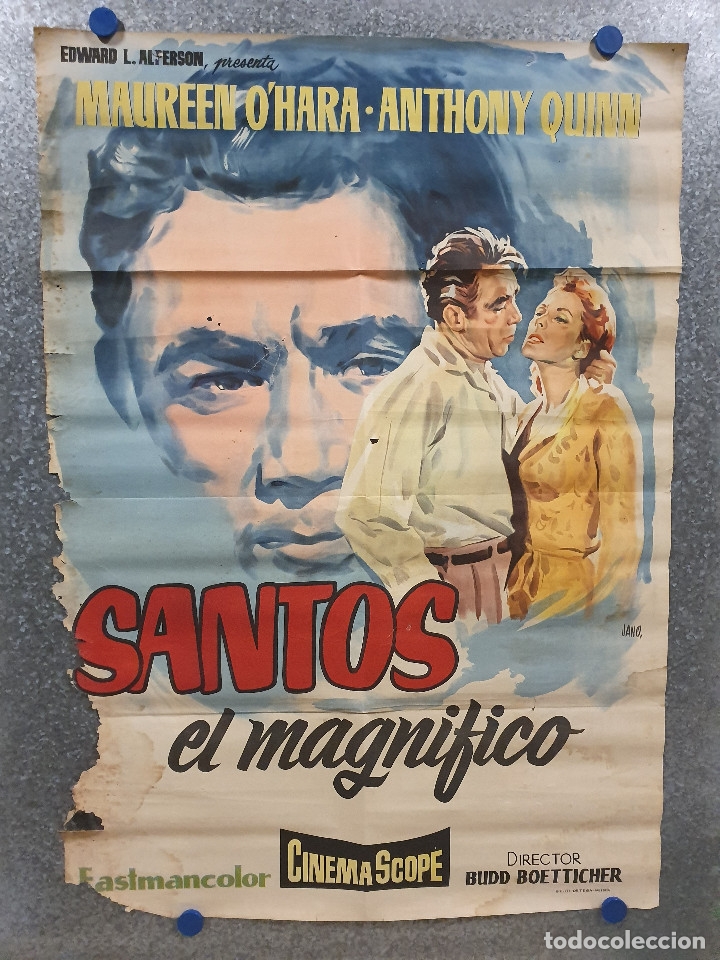 EDWARD L. ALPERSON, presenta
MAUREEN O'HARA · ANTHONY QUINN
JANO,
SANTOS
el magnifico
Eastmancolor
CINEMASCOPE
DIRECTOR
BUDD BOETTICHER
todocoleccion